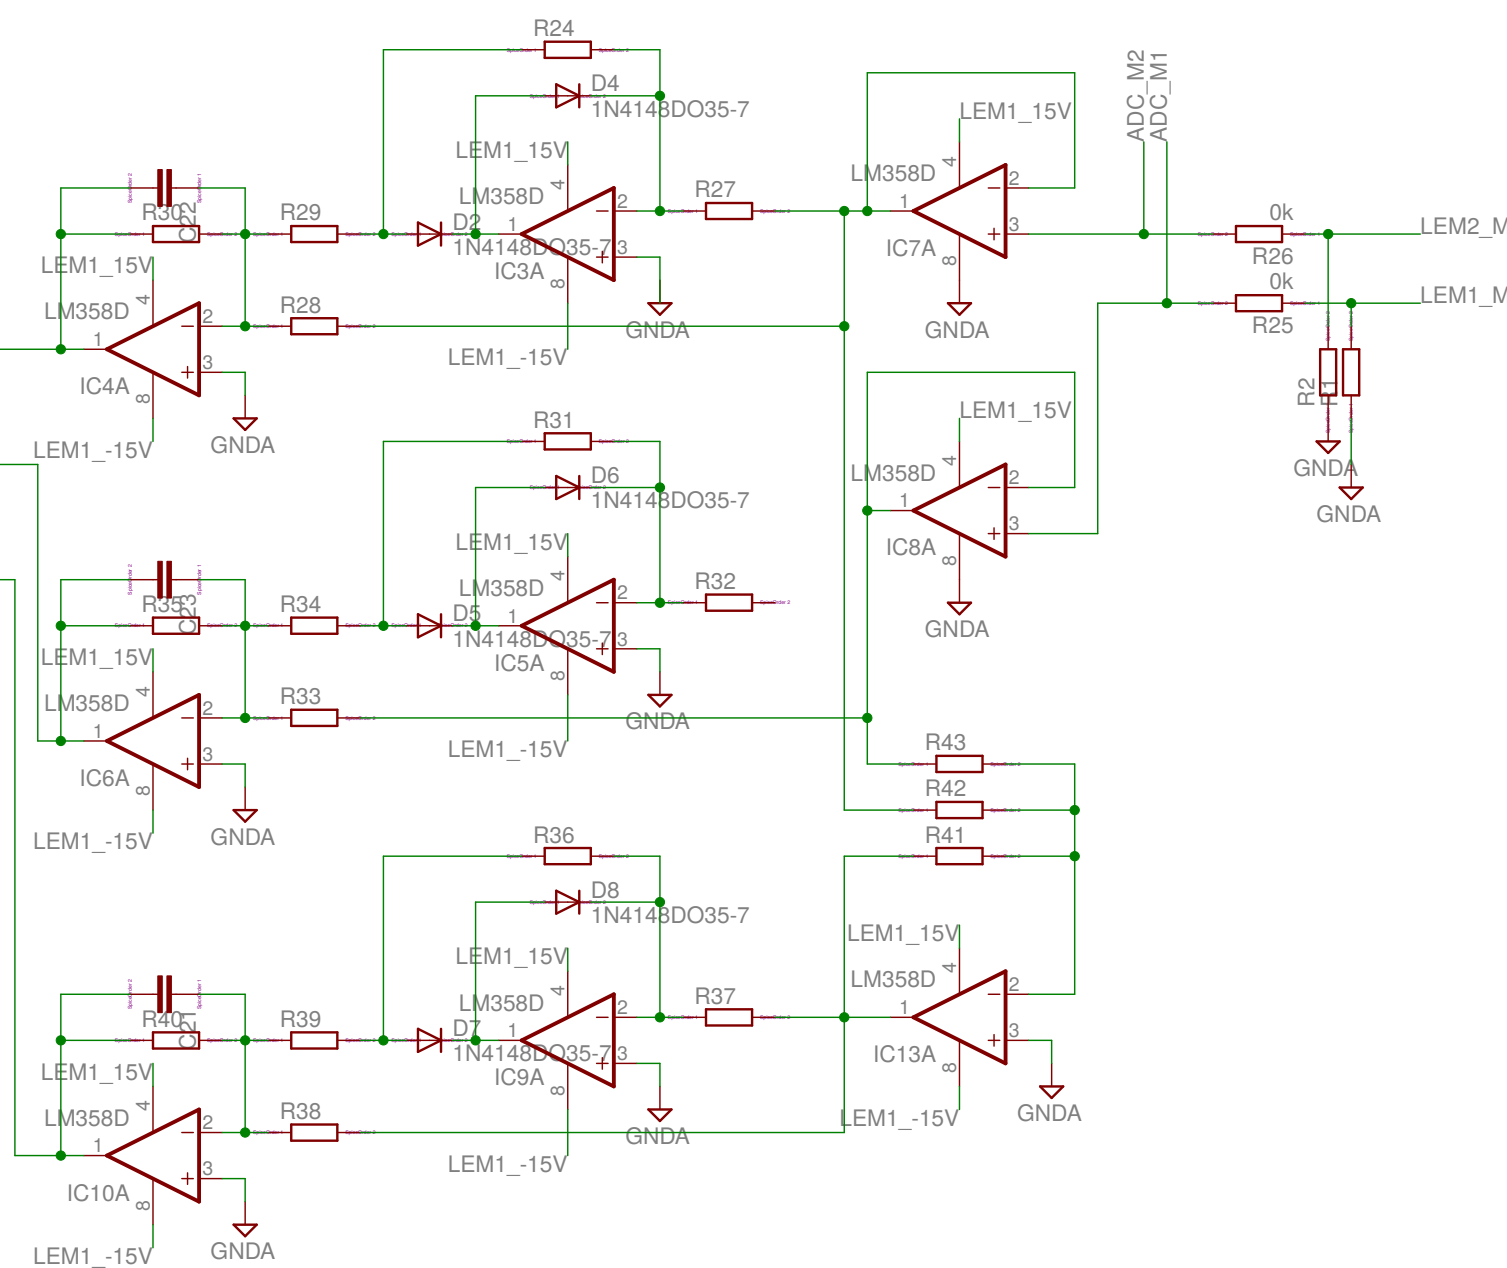 R24
D4
1N4148DO35-7
LEM1_15V
4
LM358D
2
1
3
IC3A
8
LEM1_-15V
GNDA
D2
1N4148DO35-7
R27
R30
C22
R29
R28
LEM1_15V
4
LM358D
2
1
3
IC4A
8
LEM1_-15V
GNDA
LEM1_15V
4
LM358D
2
1
3
IC7A
8
GNDA
ADC_M2
ADC_M1
0k
R26
LEM2_M
0k
R25
LEM1_M
R2
R1
GNDA
GNDA
R31
D6
1N4148DO35-7
LEM1_15V
4
LM358D
2
1
3
IC5A
8
LEM1_-15V
GNDA
D5
1N4148DO35-7
R32
R35
C23
R34
R33
LEM1_15V
4
LM358D
2
1
3
IC6A
8
LEM1_-15V
GNDA
LEM1_15V
4
LM358D
2
1
3
IC8A
8
GNDA
R43
R42
R41
R36
D8
1N4148DO35-7
LEM1_15V
4
LM358D
2
1
3
IC9A
8
LEM1_-15V
GNDA
D7
1N4148DO35-7
R37
R40
C21
R39
R38
LEM1_15V
4
LM358D
2
1
3
IC10A
8
LEM1_-15V
GNDA
LEM1_15V
4
LM358D
2
1
3
IC13A
8
LEM1_-15V
GNDA